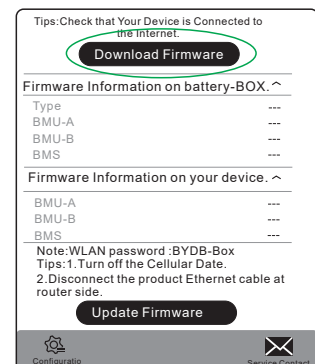 Tips:Check that Your Device is Connected to
the Internet.
Download Firmware
Firmware Information on battery-BOX.
Type ---
BMU-A ---
BMU-B ---
BMS ---
Firmware Information on your device.
BMU-A ---
BMU-B ---
BMS ---
Note:WLAN password :BYDB-Box
Tips:1.Turn off the Cellular Date.
2.Disconnect the product Ethernet cable at
router side.
Update Firmware
Configuratio Service Contact